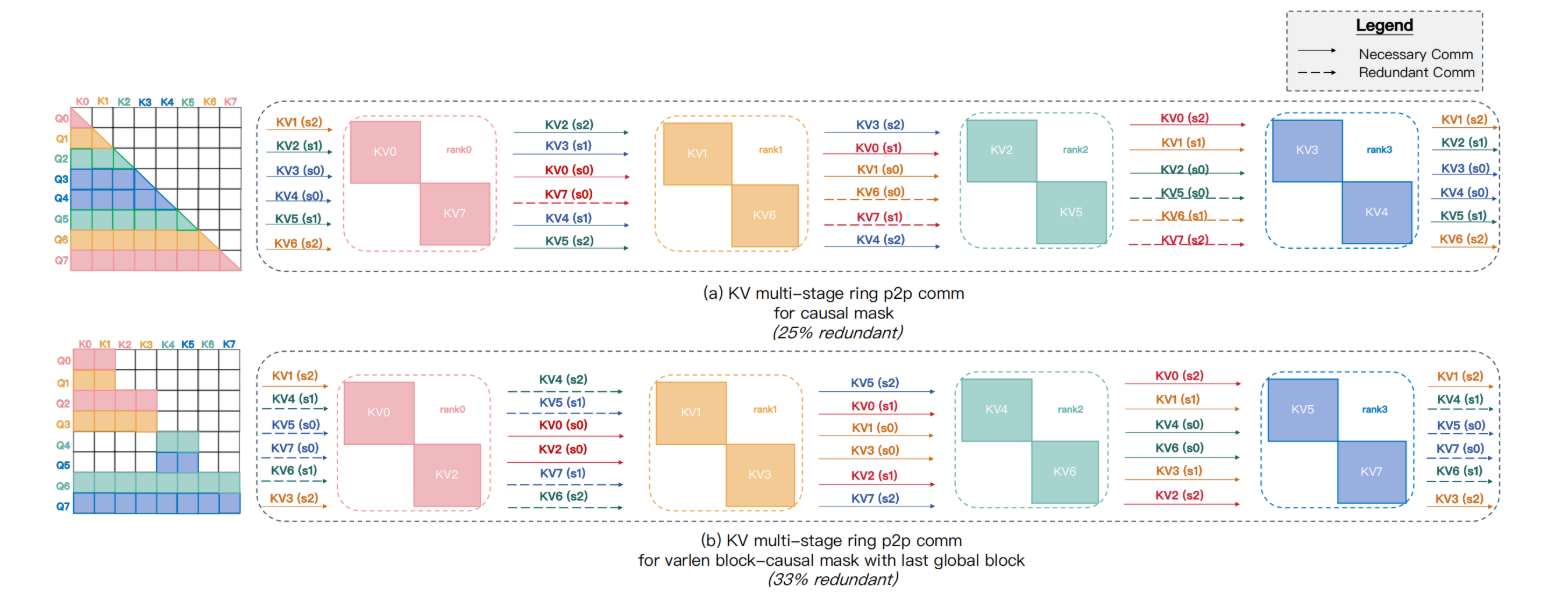 Legend
Necessary Comm
Redundant Comm
K0 K1 K2 K3 K4 K5 K6 K7
Q0
Q1
Q2
Q3
Q4
Q5
Q6
Q7
KV1 (s2)
KV2 (s1)
KV3 (s0)
KV4 (s0)
KV5 (s1)
KV6 (s2)
KV0
rank0
KV7
KV2 (s2)
KV3 (s1)
KV0 (s0)
KV7 (s0)
KV4 (s1)
KV5 (s2)
KV1
rank1
KV6
KV3 (s2)
KV0 (s1)
KV1 (s0)
KV6 (s0)
KV7 (s1)
KV4 (s2)
KV2
rank2
KV5
KV0 (s2)
KV1 (s1)
KV2 (s0)
KV5 (s0)
KV6 (s1)
KV7 (s2)
KV3
rank3
KV4
KV1 (s2)
KV2 (s1)
KV3 (s0)
KV4 (s0)
KV5 (s1)
KV6 (s2)
(a) KV multi-stage ring p2p comm
for causal mask
(25% redundant)
K0 K1 K2 K3 K4 K5 K6 K7
Q0
Q1
Q2
Q3
Q4
Q5
Q6
Q7
KV1 (s2)
KV4 (s1)
KV5 (s0)
KV7 (s0)
KV6 (s1)
KV3 (s2)
KV0
rank0
KV2
KV4 (s2)
KV5 (s1)
KV0 (s0)
KV2 (s0)
KV7 (s1)
KV6 (s2)
KV1
rank1
KV3
KV5 (s2)
KV0 (s1)
KV1 (s0)
KV3 (s0)
KV2 (s1)
KV7 (s2)
KV4
rank2
KV6
KV0 (s2)
KV1 (s1)
KV4 (s0)
KV6 (s0)
KV3 (s1)
KV2 (s2)
KV5
rank3
KV7
KV1 (s2)
KV4 (s1)
KV5 (s0)
KV7 (s0)
KV6 (s1)
KV3 (s2)
(b) KV multi-stage ring p2p comm
for varlen block-causal mask with last global block
(33% redundant)